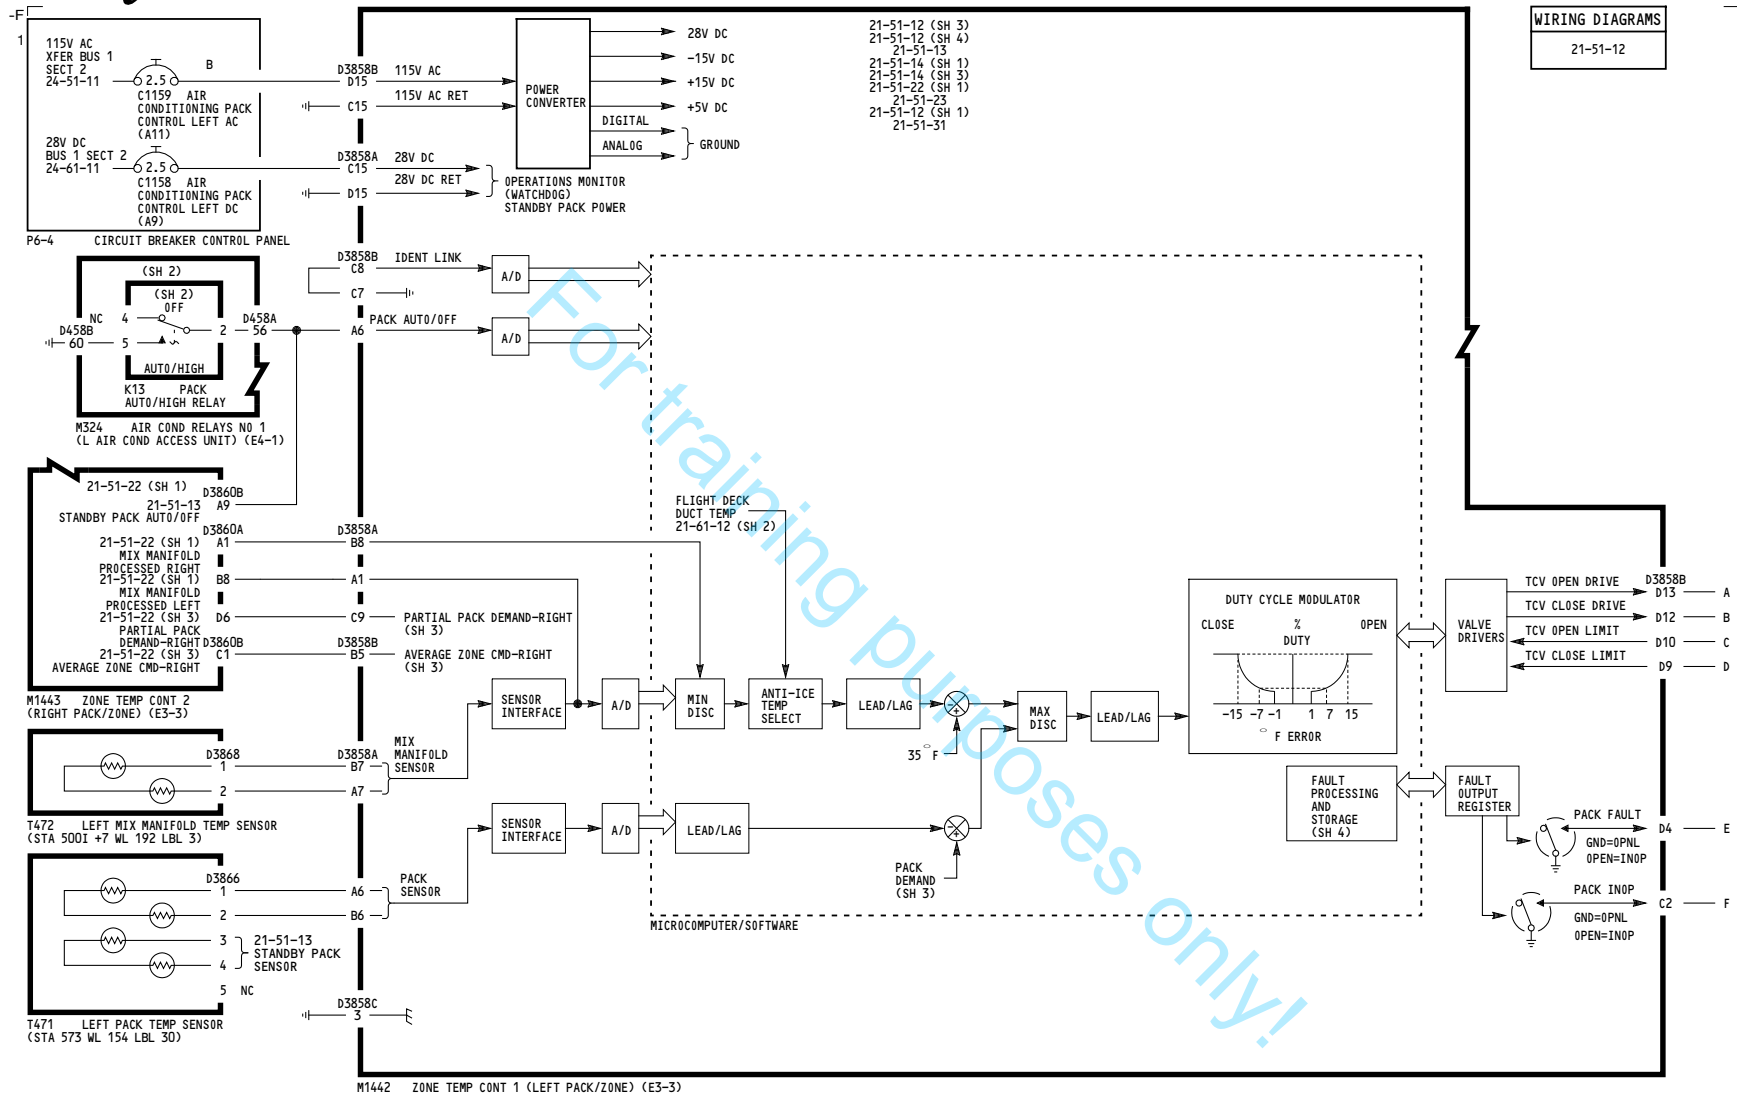 -F
1
115V AC
XFER BUS 1
SECT 2
24-51-11
2.5
B
C1159 AIR
CONDITIONING PACK
CONTROL LEFT AC
(A11)
28V DC
BUS 1 SECT 2
24-61-11
2.5
C1158 AIR
CONDITIONING PACK
CONTROL LEFT DC
(A9)
P6-4 CIRCUIT BREAKER CONTROL PANEL
D3858B
D15 115V AC
C15 115V AC RET
D3858A
C15 28V DC
D15 28V DC RET
POWER
CONVERTER
28V DC
-15V DC
+15V DC
+5V DC
DIGITAL
ANALOG
GROUND
OPERATIONS MONITOR
(WATCHDOG)
STANDBY PACK POWER
21-51-12 (SH 3)
21-51-12 (SH 4)
21-51-13
21-51-14 (SH 1)
21-51-14 (SH 3)
21-51-22 (SH 1)
21-51-23
21-51-12 (SH 1)
21-51-31
WIRING DIAGRAMS
21-51-12
(SH 2)
(SH 2)
OFF
NC 4
D458B
60
5
2
D458A
56
AUTO/HIGH
K13 PACK
AUTO/HIGH RELAY
M324 AIR COND RELAYS NO 1
(L AIR COND ACCESS UNIT) (E4-1)
D3858B
C8 IDENT LINK
C7
A6 PACK AUTO/OFF
A/D
A/D
21-51-22 (SH 1)
D3860B
21-51-13 A9
STANDBY PACK AUTO/OFF
D3860A
21-51-22 (SH 1) A1
MIX MANIFOLD
PROCESSED RIGHT
21-51-22 (SH 1) B8
MIX MANIFOLD
PROCESSED LEFT
21-51-22 (SH 3) D6
PARTIAL PACK
DEMAND-RIGHT D3860B
21-51-22 (SH 3) C1
AVERAGE ZONE CMD-RIGHT
M1443 ZONE TEMP CONT 2
(RIGHT PACK/ZONE) (E3-3)
D3858A
B8
A1
C9 PARTIAL PACK DEMAND-RIGHT
(SH 3)
D3858B
B5 AVERAGE ZONE CMD-RIGHT
(SH 3)
FLIGHT DECK
DUCT TEMP
21-61-12 (SH 2)
SENSOR
INTERFACE
A/D
MIN
DISC
ANTI-ICE
TEMP
SELECT
LEAD/LAG
-
+
35 °F
MAX
DISC
LEAD/LAG
DUTY CYCLE MODULATOR
CLOSE % OPEN
DUTY
-15 -7 -1 1 7 15
° F ERROR
VALVE
DRIVERS
D3858B
TCV OPEN DRIVE D13 A
TCV CLOSE DRIVE D12 B
TCV OPEN LIMIT D10 C
TCV CLOSE LIMIT D9 D
D3868
1
2
D3858A
B7
A7
MIX
MANIFOLD
SENSOR
T472 LEFT MIX MANIFOLD TEMP SENSOR
(STA 500I +7 WL 192 LBL 3)
SENSOR
INTERFACE
A/D
LEAD/LAG
-
+
PACK
DEMAND
(SH 3)
FAULT
PROCESSING
AND
STORAGE
(SH 4)
FAULT
OUTPUT
REGISTER
PACK FAULT D4 E
GND=OPNL
OPEN=INOP
PACK INOP C2 F
GND=OPNL
OPEN=INOP
D3866
1
2
3
4
5 NC
21-51-13
STANDBY PACK
SENSOR
A6
B6
PACK
SENSOR
MICROCOMPUTER/SOFTWARE
T471 LEFT PACK TEMP SENSOR
(STA 573 WL 154 LBL 30)
D3858C
3
M1442 ZONE TEMP CONT 1 (LEFT PACK/ZONE) (E3-3)
For training purposes only!